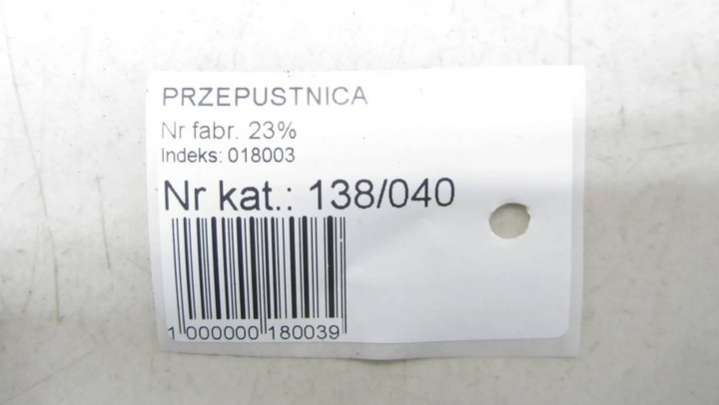 PRZEPUSTNICA
Nr fabr. 23%
Indeks: 018003
Nr kat.: 138/040
1 000000 180039